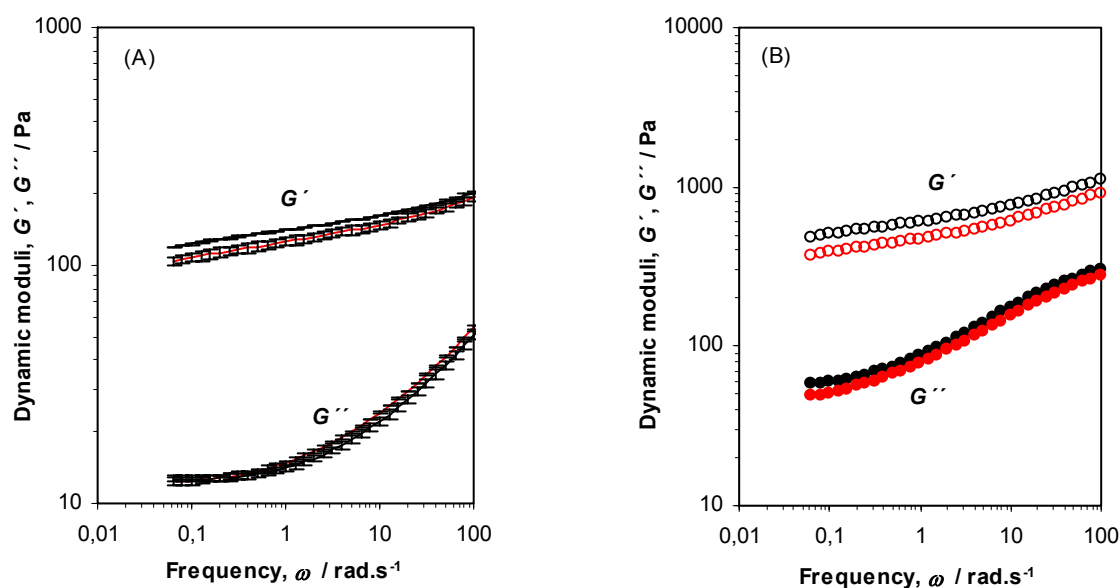 (A)
Dynamic moduli, G´, G´´ / Pa
1000
100
10
G´
G´´
0,01 0,1 1 10 100
Frequency, ω / rad.s-1
(B)
Dynamic moduli, G´, G´´ / Pa
10000
1000
100
10
G´
G´´
0,01 0,1 1 10 100
Frequency, ω / rad.s-1